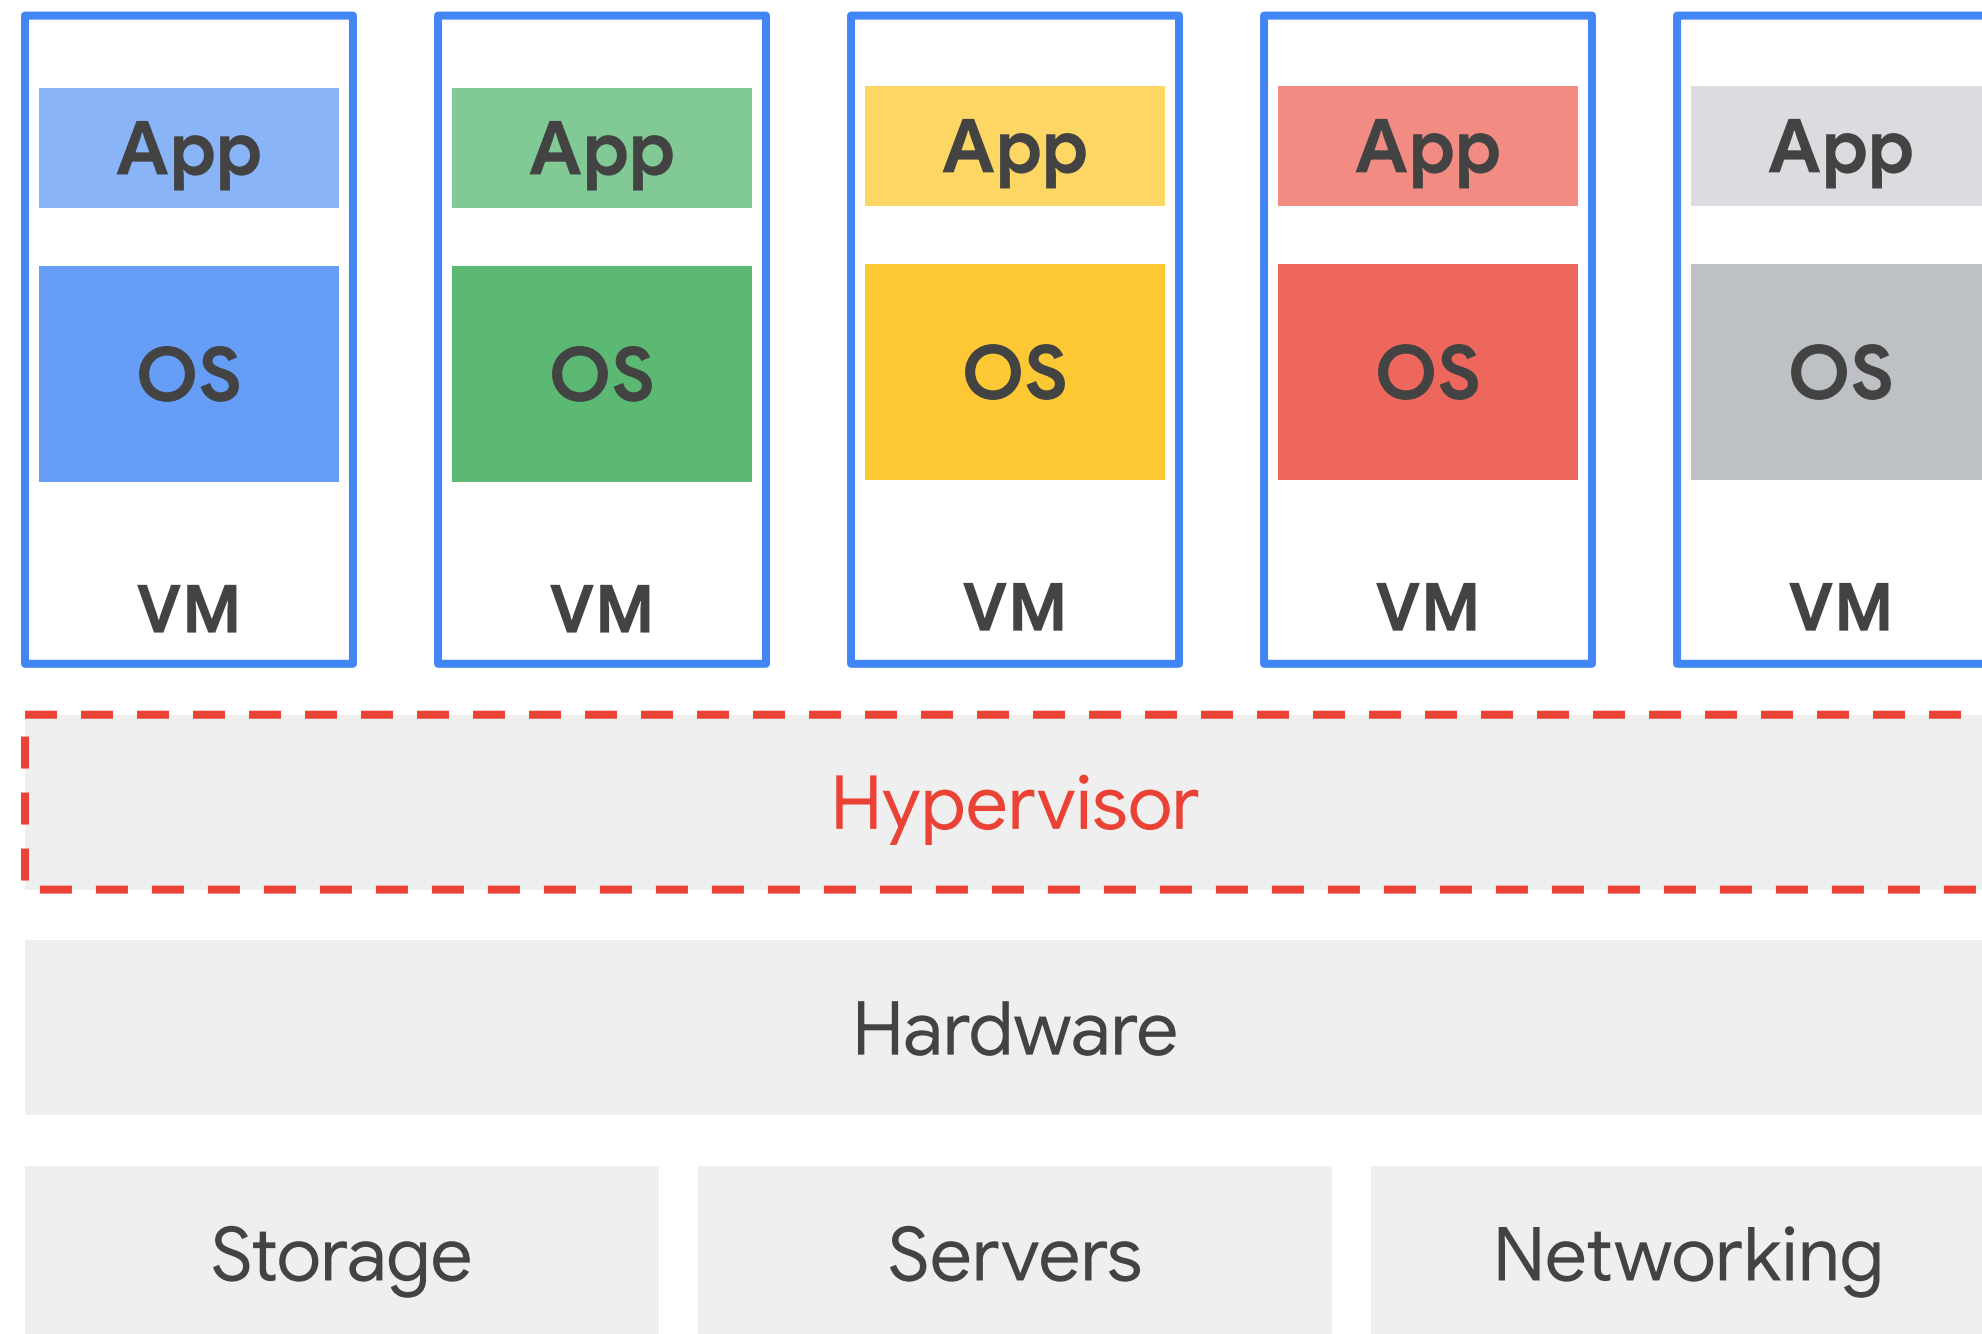 App App App App App
OS OS OS OS OS
VM VM VM VM VM
Hypervisor
Hardware
Storage Servers Networking